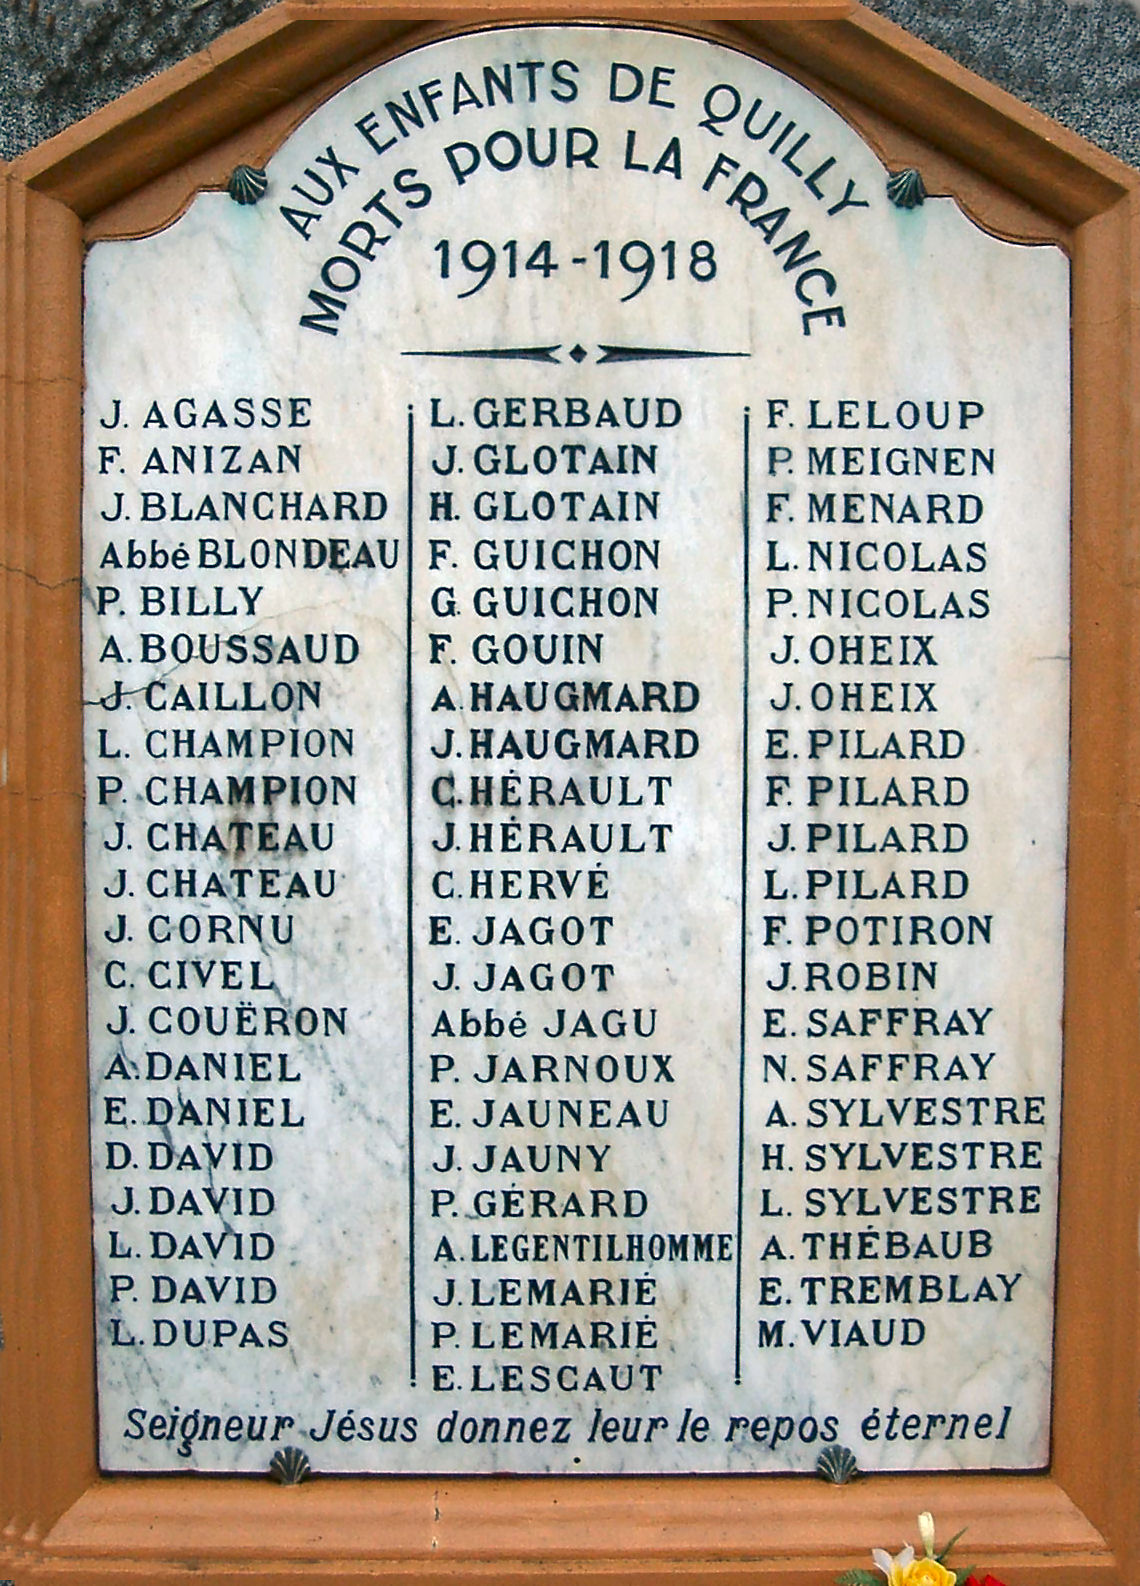 AUX ENFANTS DE QUILLY
MORTS POUR LA FRANCE
1914-1918
J. AGASSE
F. ANIZAN
J. BLANCHARD
Abbé BLONDEAU
P. BILLY
A. BOUSSAUD
J. CAILLON
L. CHAMPION
P. CHAMPION
J. CHATEAU
J. CHATEAU
J. CORNU
C. CIVEL
J. COUËRON
A. DANIEL
E. DANIEL
D. DAVID
J. DAVID
L. DAVID
P. DAVID
L. DUPAS
L. GERBAUD
J. GLOTAIN
H. GLOTAIN
F. GUICHON
G. GUICHON
F. GOUIN
A. HAUGMARD
J. HAUGMARD
C. HÉRAULT
J. HÉRAULT
C. HERVÉ
E. JAGOT
J. JAGOT
Abbé JAGU
P. JARNOUX
E. JAUNEAU
J. JAUNY
P. GÉRARD
A. LEGENTILHOMME
J. LEMARIÉ
P. LEMARIÉ
E. LESCAUT
F. LELOUP
P. MEIGNEN
F. MENARD
L. NICOLAS
P. NICOLAS
J. OHEIX
J. OHEIX
E. PILARD
F. PILARD
J. PILARD
L. PILARD
F. POTIRON
J. ROBIN
E. SAFFRAY
N. SAFFRAY
A. SYLVESTRE
H. SYLVESTRE
L. SYLVESTRE
A. THÉBAUB
E. TREMBLAY
M. VIAUD
Seigneur Jésus donnez leur le repos éternel